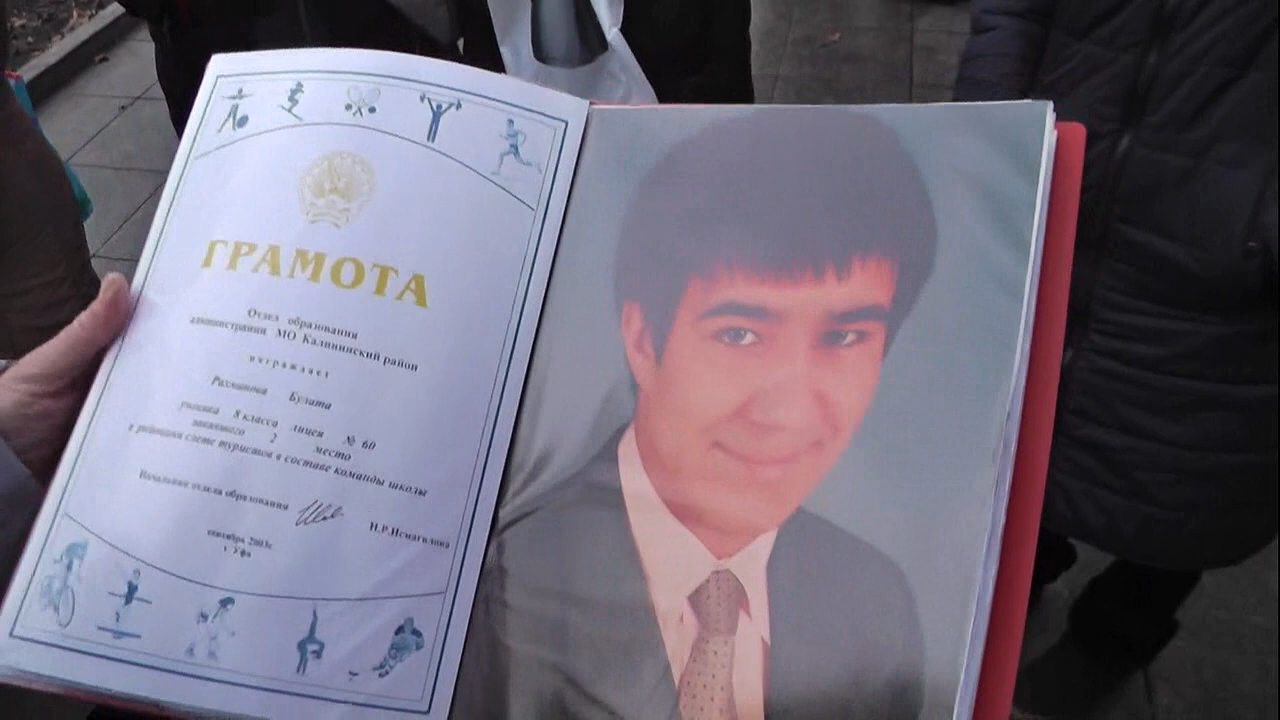 ГРАМОТА
Отдел образования
администрации МО Калининский район
награждает
Рахманова Булата
ученика 8 класса лицея № 60
занявшего 2 место
в районном слете туристов в составе команды школы
Начальник отдела образования Н.Р.Исмагилова
сентябрь 2003г.
г. Уфа